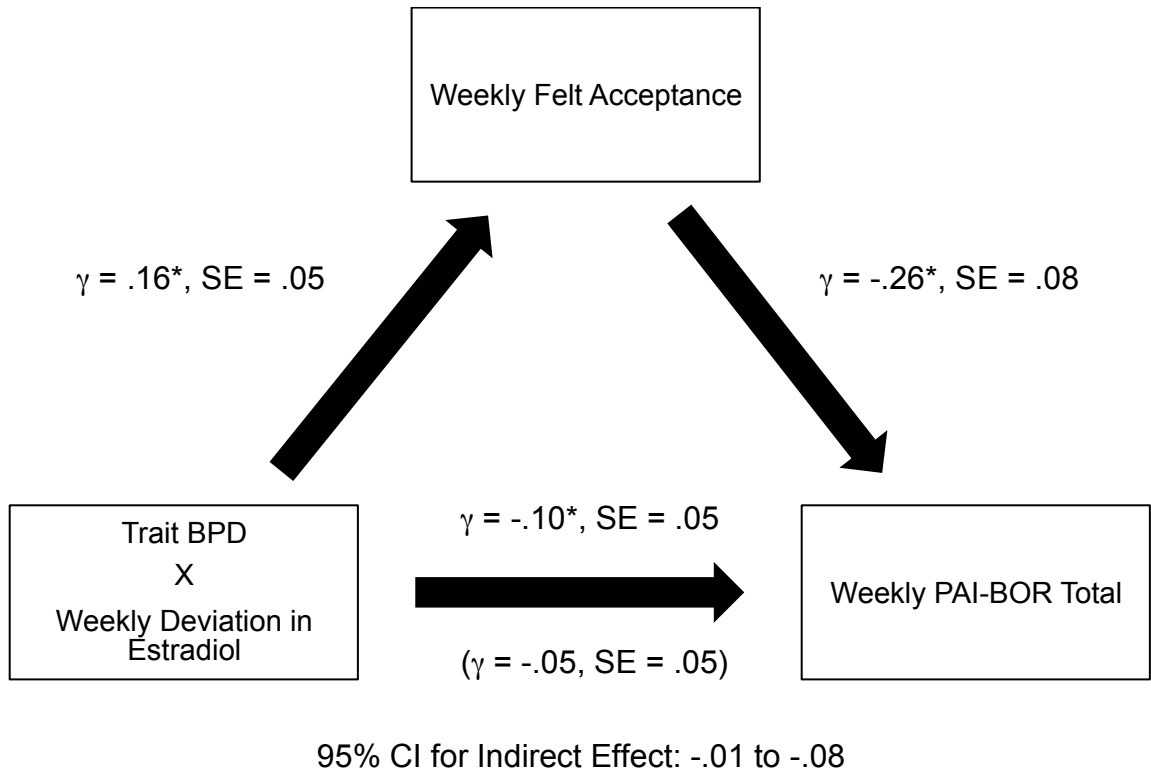 Weekly Felt Acceptance
γ = .16*, SE = .05
γ = -.26*, SE = .08
Trait BPD
X
Weekly Deviation in
Estradiol
γ = -.10*, SE = .05
(γ = -.05, SE = .05)
Weekly PAI-BOR Total
95% CI for Indirect Effect: -.01 to -.08